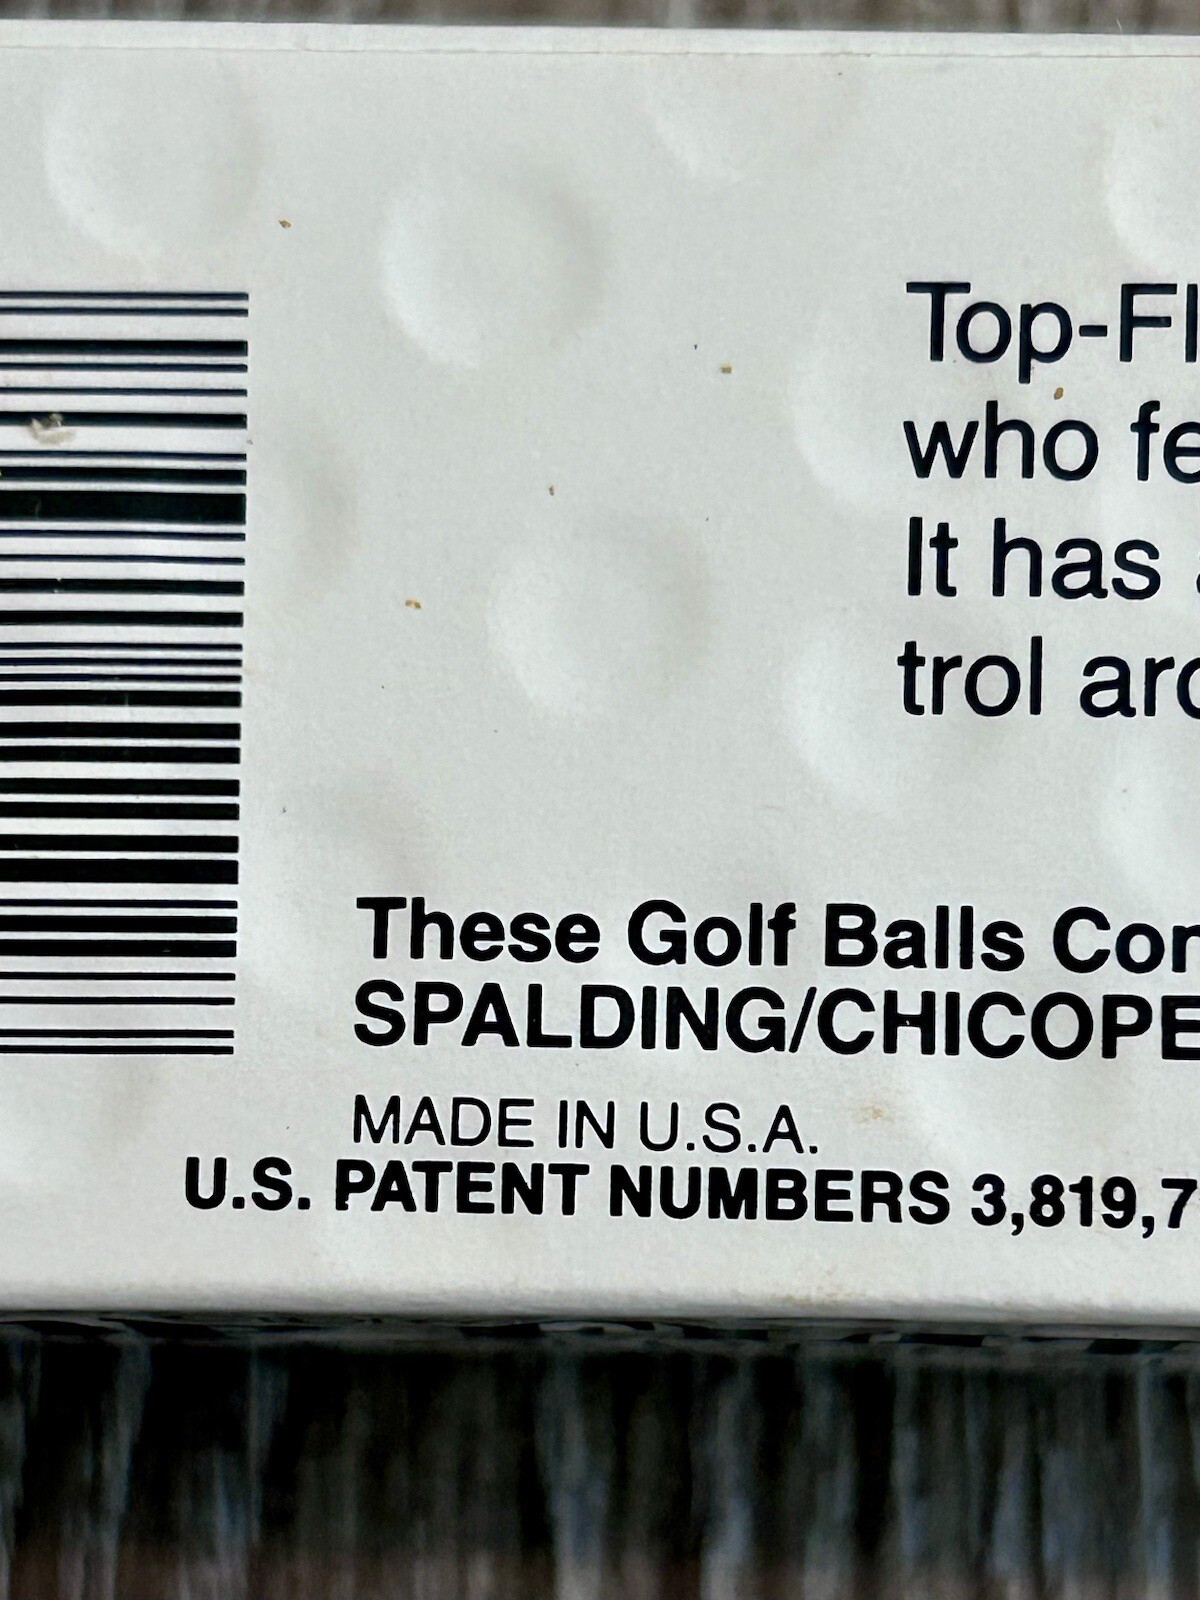 Top-Fl
who fe
It has
trol arc
These Golf Balls Con
SPALDING/CHICOPE
MADE IN U.S.A.
U.S. PATENT NUMBERS 3,819,7